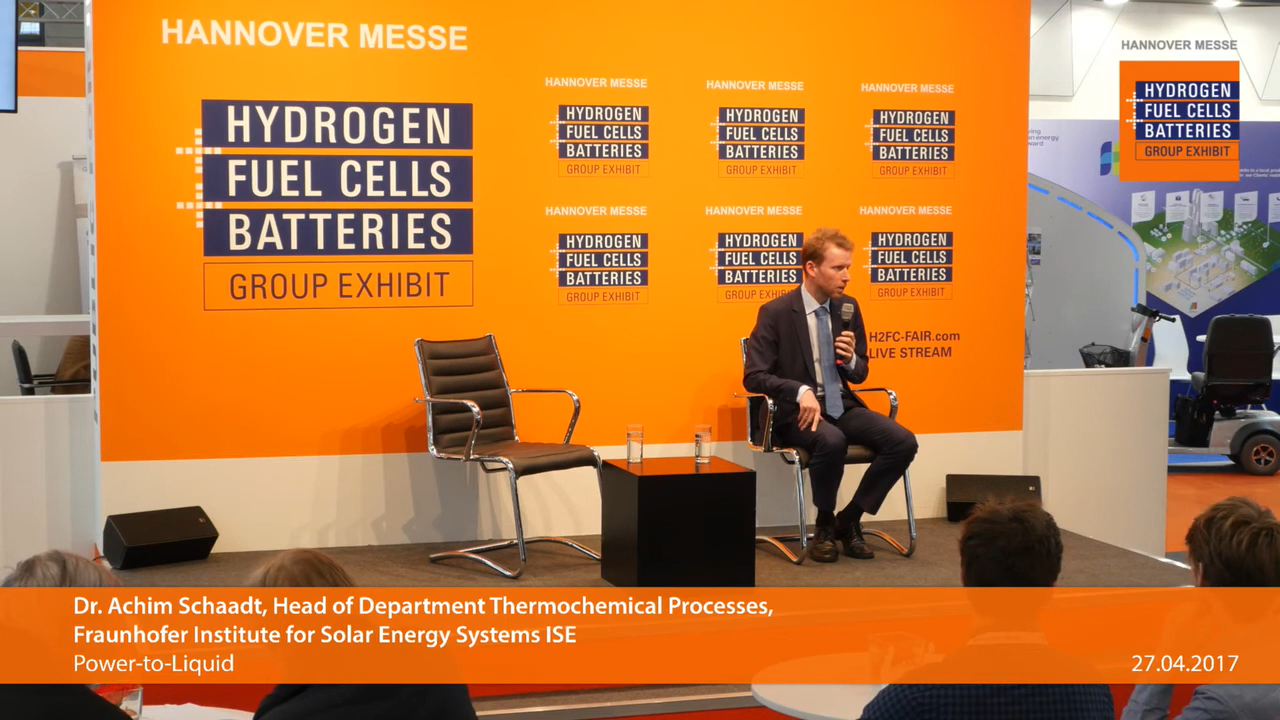 HANNOVER MESSE
HYDROGEN
FUEL CELLS
BATTERIES
GROUP EXHIBIT
HANNOVER MESSE
HYDROGEN
FUEL CELLS
BATTERIES
GROUP EXHIBIT
HANNOVER MESSE
HYDROGEN
FUEL CELLS
BATTERIES
GROUP EXHIBIT
HANNOVER MESSE
HYDROGEN
FUEL CELLS
BATTERIES
GROUP EXHIBIT
HANNOVER MESSE
HYDROGEN
FUEL CELLS
BATTERIES
GROUP EXHIBIT
HANNOVER MESSE
HYDROGEN
FUEL CELLS
BATTERIES
GROUP EXHIBIT
HANNOVER MESSE
HYDROGEN
FUEL CELLS
BATTERIES
GROUP EXHIBIT
H2FC-FAIR.com
LIVE STREAM
HANNOVER MESSE
HYDROGEN
FUEL CELLS
BATTERIES
GROUP EXHIBIT
Dr. Achim Schaadt, Head of Department Thermochemical Processes,
Fraunhofer Institute for Solar Energy Systems ISE
Power-to-Liquid
27.04.2017